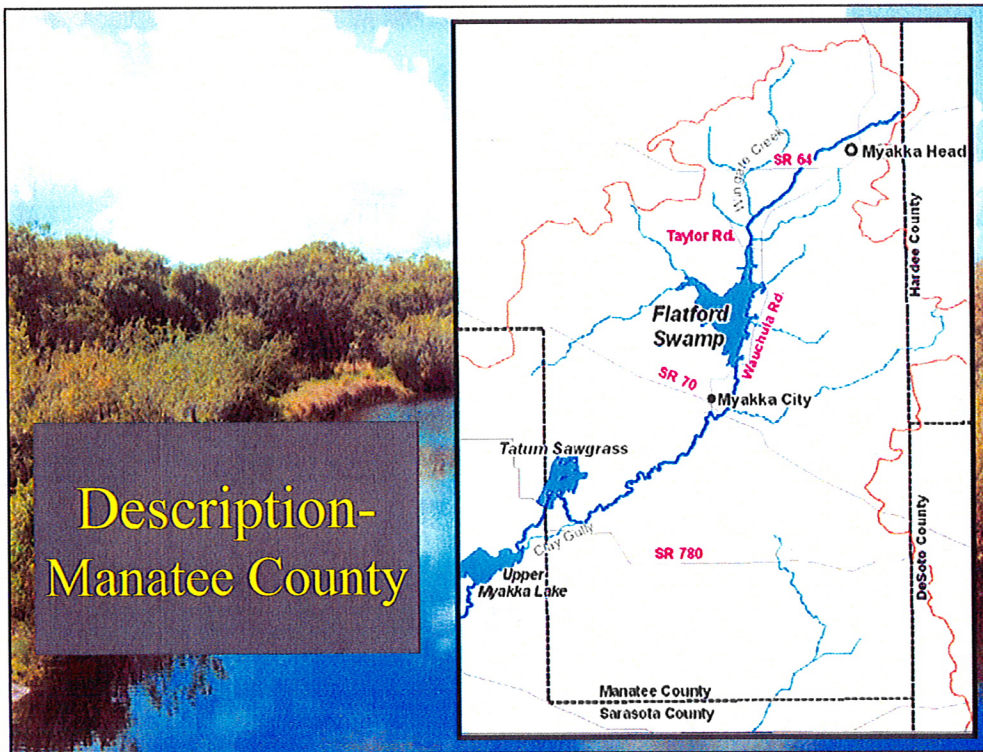 Description-
Manatee County
Myakka Head
SR 64
Wingate Creek
Taylor Rd.
Hardee County
Flatford
Swamp
Wauchula Rd.
SR 70
Myakka City
Tatum Sawgrass
Clay Gully
SR 780
Upper
Myakka Lake
DeSoto County
Manatee County
Sarasota County